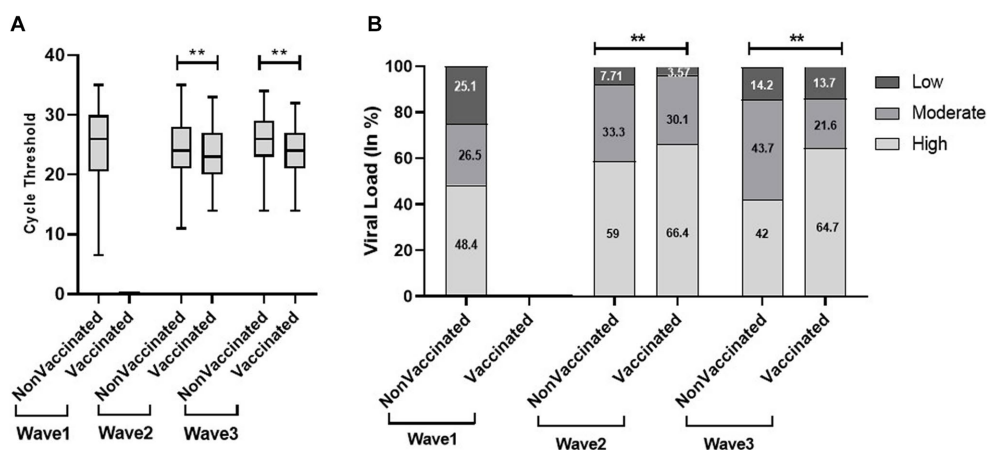 A
Cycle Threshold
40
30
20
10
0
**
**
NonVaccinated
Vaccinated
NonVaccinated
Vaccinated
NonVaccinated
Vaccinated
Wave1
Wave2
Wave3
B
Viral Load (In %)
100
80
60
40
20
0
**
**
25.1
26.5
48.4
7.71
33.3
59
3.57
30.1
66.4
14.2
43.7
42
13.7
21.6
64.7
NonVaccinated
Vaccinated
NonVaccinated
Vaccinated
NonVaccinated
Vaccinated
Wave1
Wave2
Wave3
Low
Moderate
High